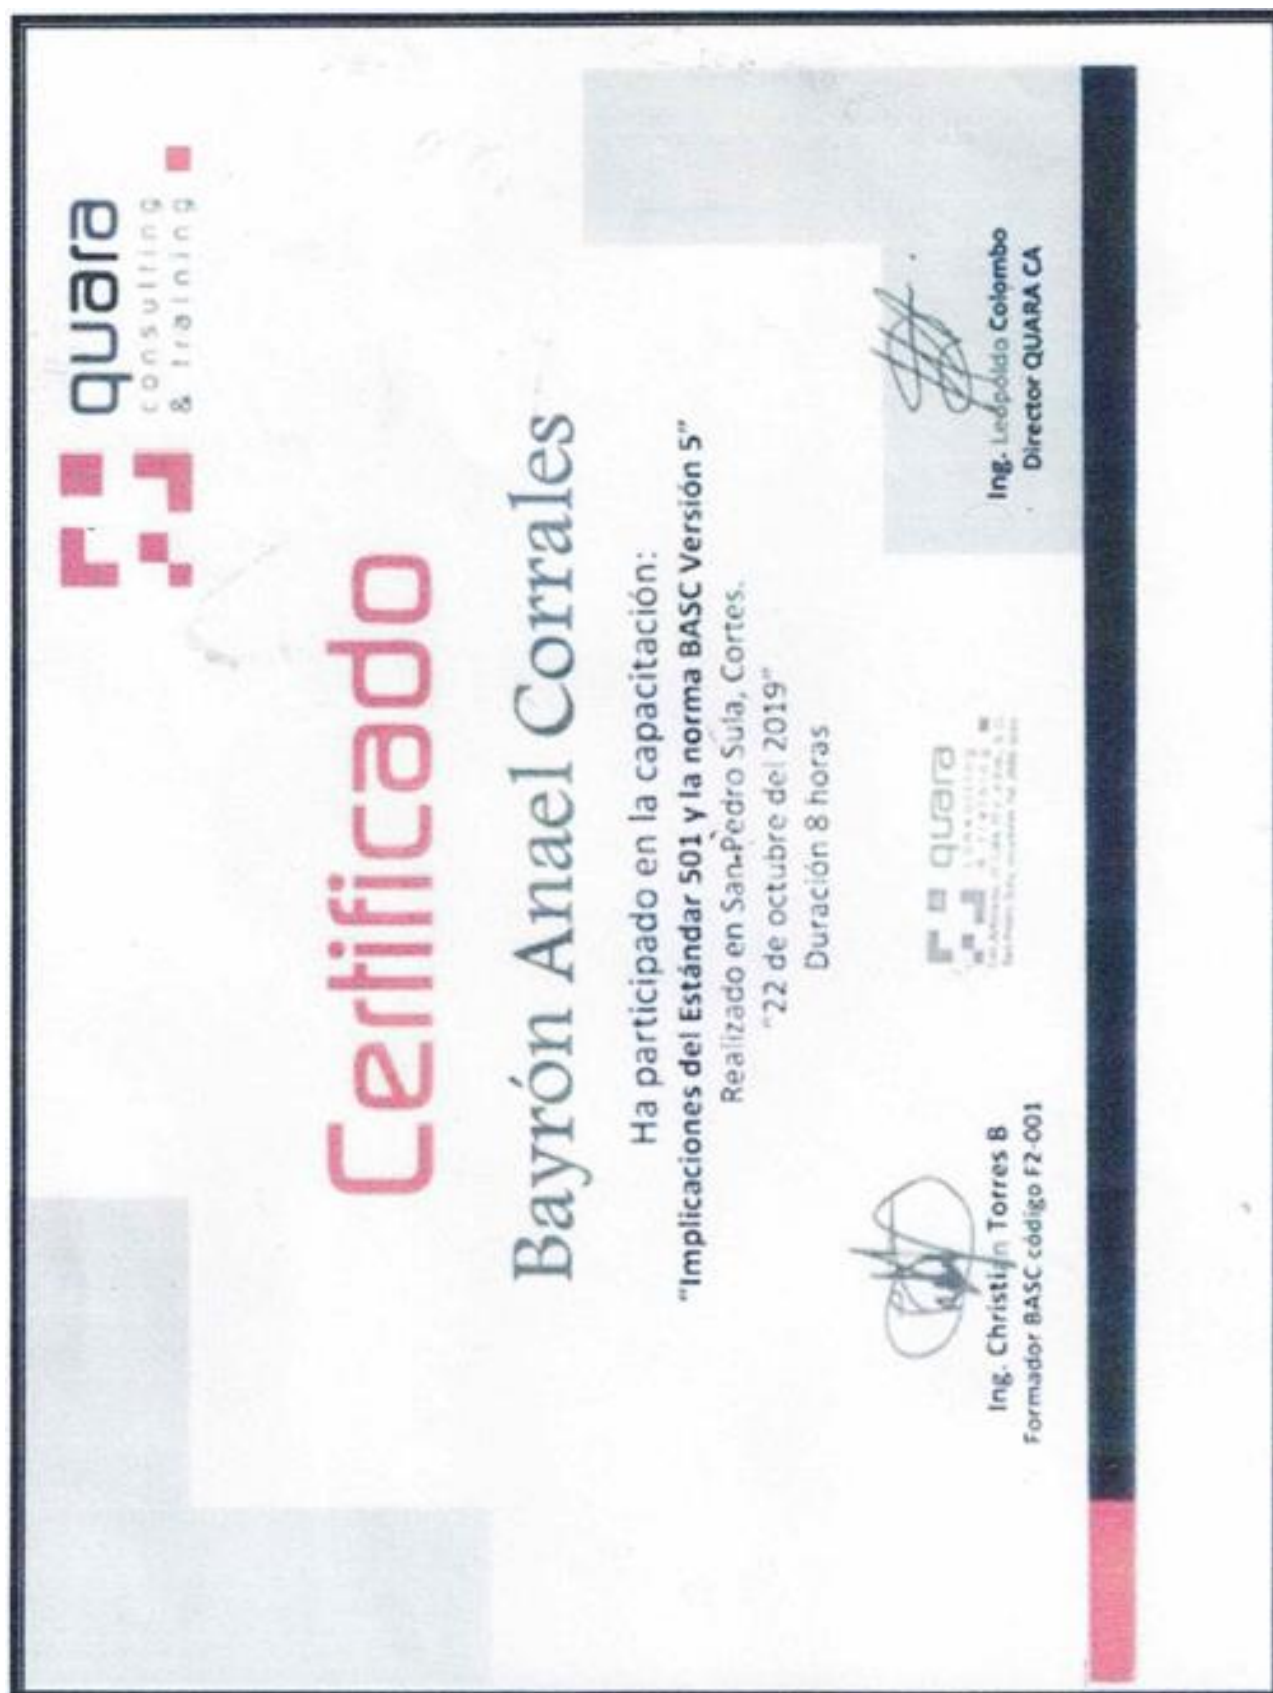 quara
consulting
& training
Certificado
Bayrón Anael Corrales
Ha participado en la capacitación:
"Implicaciones del Estándar 501 y la norma BASC Versión 5"
Realizado en San Pedro Sula, Cortes.
"22 de octubre del 2019"
Duración 8 horas
Ing. Christian Torres B
Formador BASC código F2-001
quara
consulting
& training
Ing. Leopoldo Colombo
Director QUARA CA